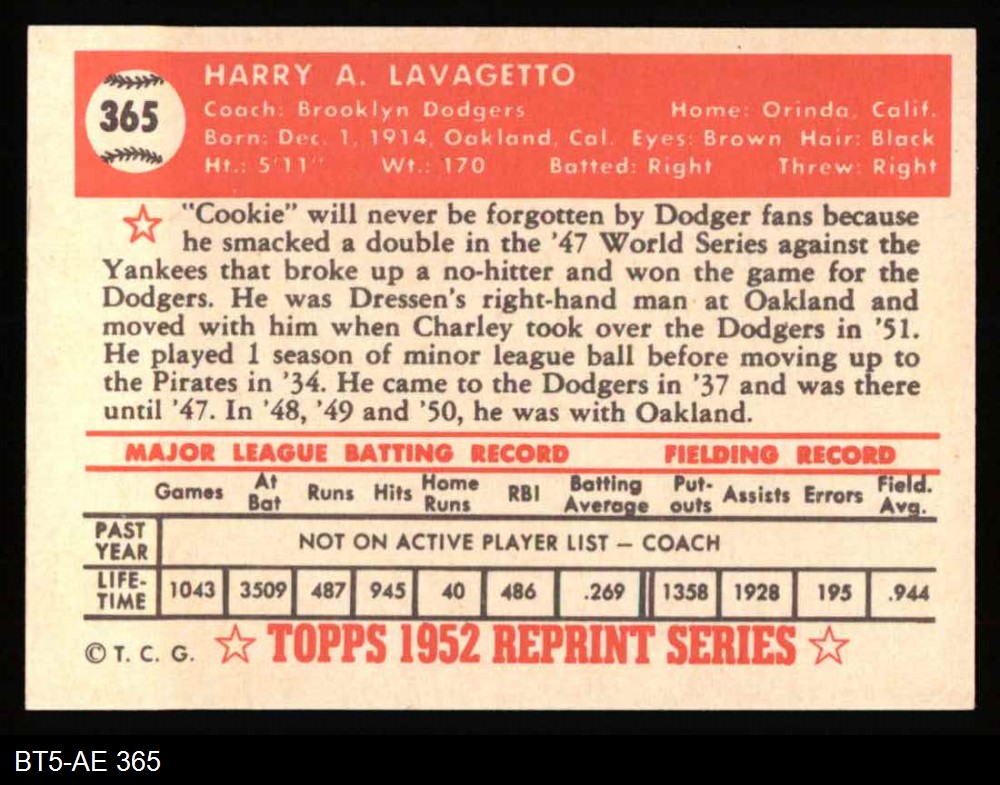 365
HARRY A. LAVAGETTO
Coach: Brooklyn Dodgers Home: Orinda, Calif.
Born: Dec. 1, 1914, Oakland, Cal. Eyes: Brown Hair: Black
Ht.: 5'11" Wt.: 170 Batted: Right Threw: Right
"Cookie" will never be forgotten by Dodger fans because
he smacked a double in the '47 World Series against the
Yankees that broke up a no-hitter and won the game for the
Dodgers. He was Dressen's right-hand man at Oakland and
moved with him when Charley took over the Dodgers in '51.
He played 1 season of minor league ball before moving up to
the Pirates in '34. He came to the Dodgers in '37 and was there
until '47. In '48, '49 and '50, he was with Oakland.
MAJOR LEAGUE BATTING RECORD FIELDING RECORD
Games At Bat Runs Hits Home Runs RBI Batting Average Put-outs Assists Errors Field. Avg.
PAST YEAR NOT ON ACTIVE PLAYER LIST — COACH
LIFE-TIME 1043 3509 487 945 40 486 .269 1358 1928 195 .944
© T. C. G. TOPPS 1952 REPRINT SERIES
BT5-AE 365